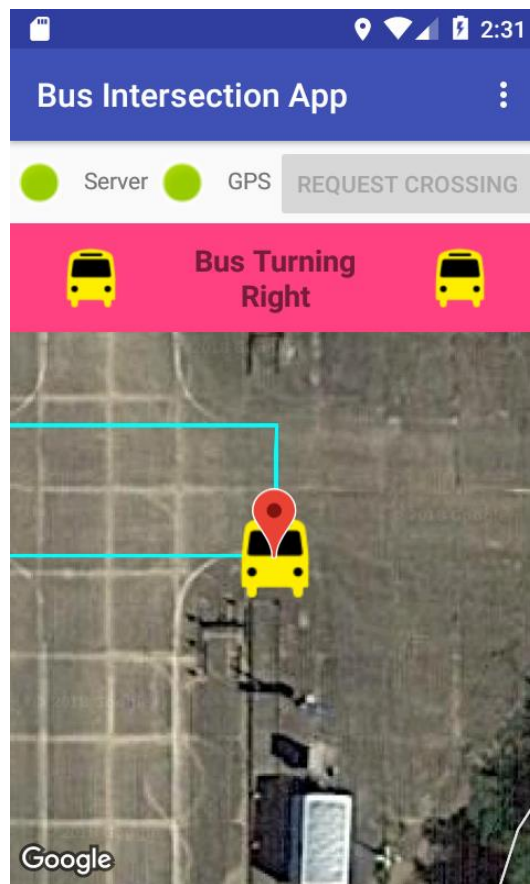 2:31
Bus Intersection App
Server GPS REQUEST CROSSING
Bus Turning
Right
Google